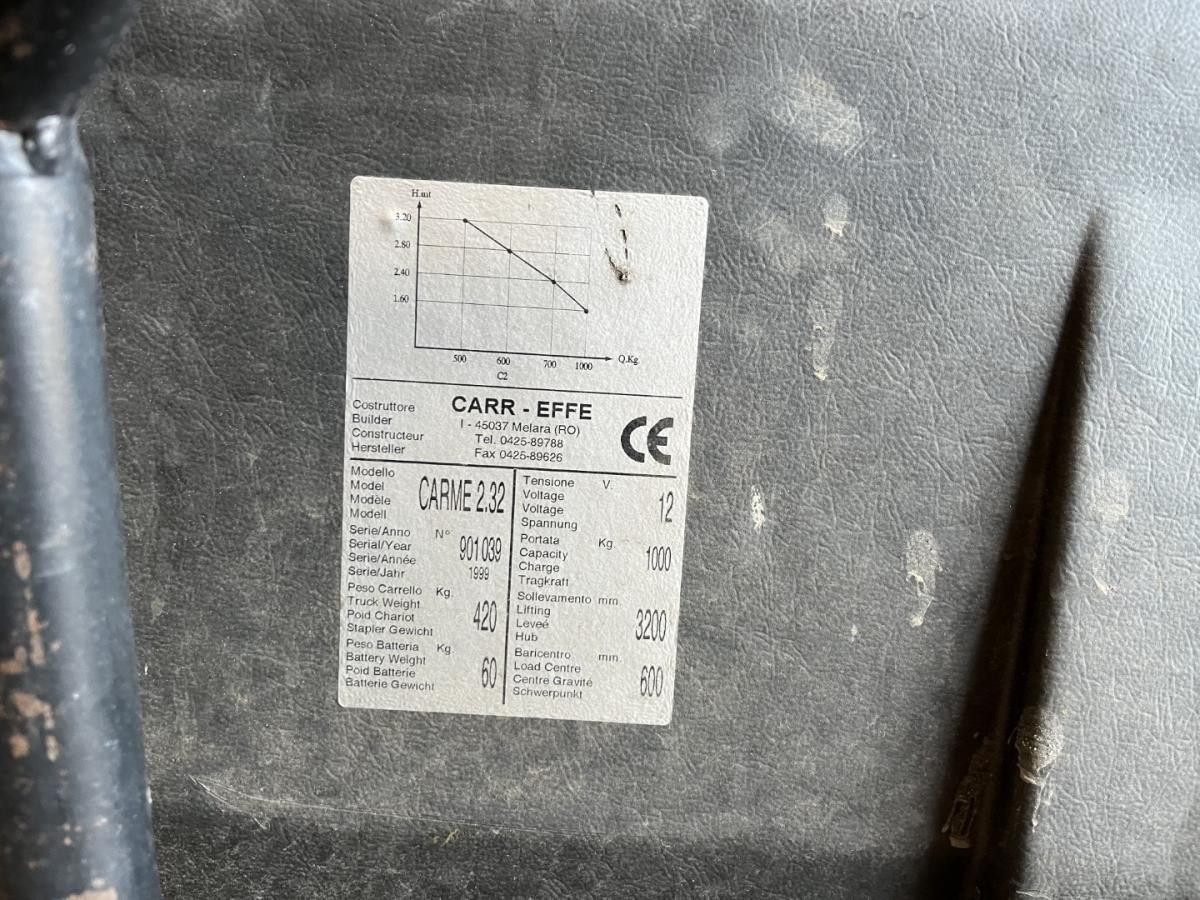 H.mt
3.20
2.80
2.40
1.60
500 600 700 1000 Q.Kg.
C2
Costruttore
Builder
Constructeur
Hersteller
CARR - EFFE
I - 45037 Melara (RO)
Tel. 0425-89788
Fax 0425-89626
CE
Modello
Model
Modèle
Modell
CARME 2.32
Serie/Anno N°
Serial/Year
Serie/Année
Serie/Jahr
901039
1999
Peso Carrello Kg.
Truck Weight
Poid Chariot
Stapler Gewicht
420
Peso Batteria Kg.
Battery Weight
Poid Batterie
Batterie Gewicht
60
Tensione V.
Voltage
Voltage
Spannung
12
Portata Kg.
Capacity
Charge
Tragkraft
1000
Sollevamento mm.
Lifting
Leveé
Hub
3200
Baricentro mm.
Load Centre
Centre Gravité
Schwerpunkt
600